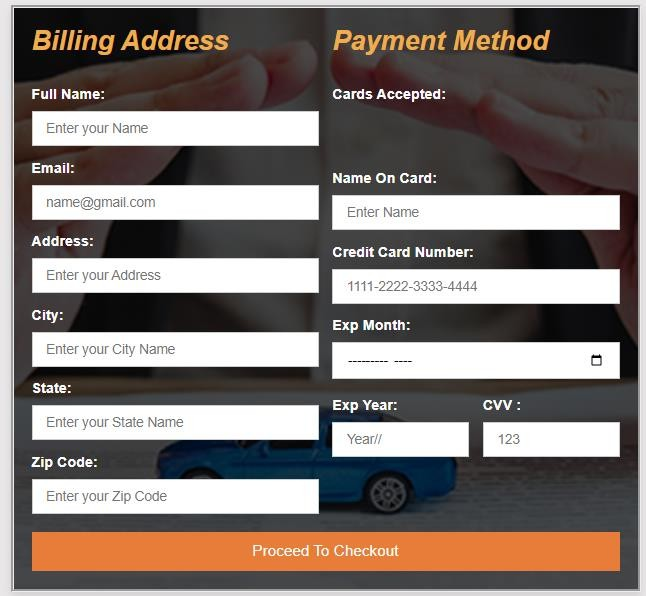 Billing Address
Full Name:
Enter your Name
Email:
name@gmail.com
Address:
Enter your Address
City:
Enter your City Name
State:
Enter your State Name
Zip Code:
Enter your Zip Code
Payment Method
Cards Accepted:
Name On Card:
Enter Name
Credit Card Number:
1111-2222-3333-4444
Exp Month:
--------- ----
Exp Year: CVV :
Year// 123
Proceed To Checkout